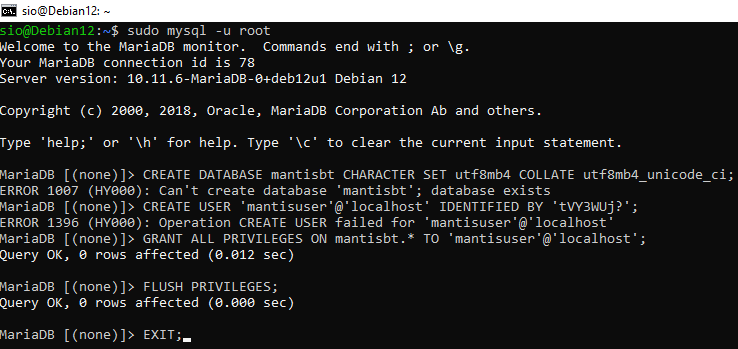 sio@Debian12: ~
sio@Debian12:~$ sudo mysql -u root
Welcome to the MariaDB monitor.  Commands end with ; or \g.
Your MariaDB connection id is 78
Server version: 10.11.6-MariaDB-0+deb12u1 Debian 12

Copyright (c) 2000, 2018, Oracle, MariaDB Corporation Ab and others.

Type 'help;' or '\h' for help. Type '\c' to clear the current input statement.

MariaDB [(none)]> CREATE DATABASE mantisbt CHARACTER SET utf8mb4 COLLATE utf8mb4_unicode_ci;
ERROR 1007 (HY000): Can't create database 'mantisbt'; database exists
MariaDB [(none)]> CREATE USER 'mantisuser'@'localhost' IDENTIFIED BY 'tVY3WUj?';
ERROR 1396 (HY000): Operation CREATE USER failed for 'mantisuser'@'localhost'
MariaDB [(none)]> GRANT ALL PRIVILEGES ON mantisbt.* TO 'mantisuser'@'localhost';
Query OK, 0 rows affected (0.012 sec)

MariaDB [(none)]> FLUSH PRIVILEGES;
Query OK, 0 rows affected (0.000 sec)

MariaDB [(none)]> EXIT;